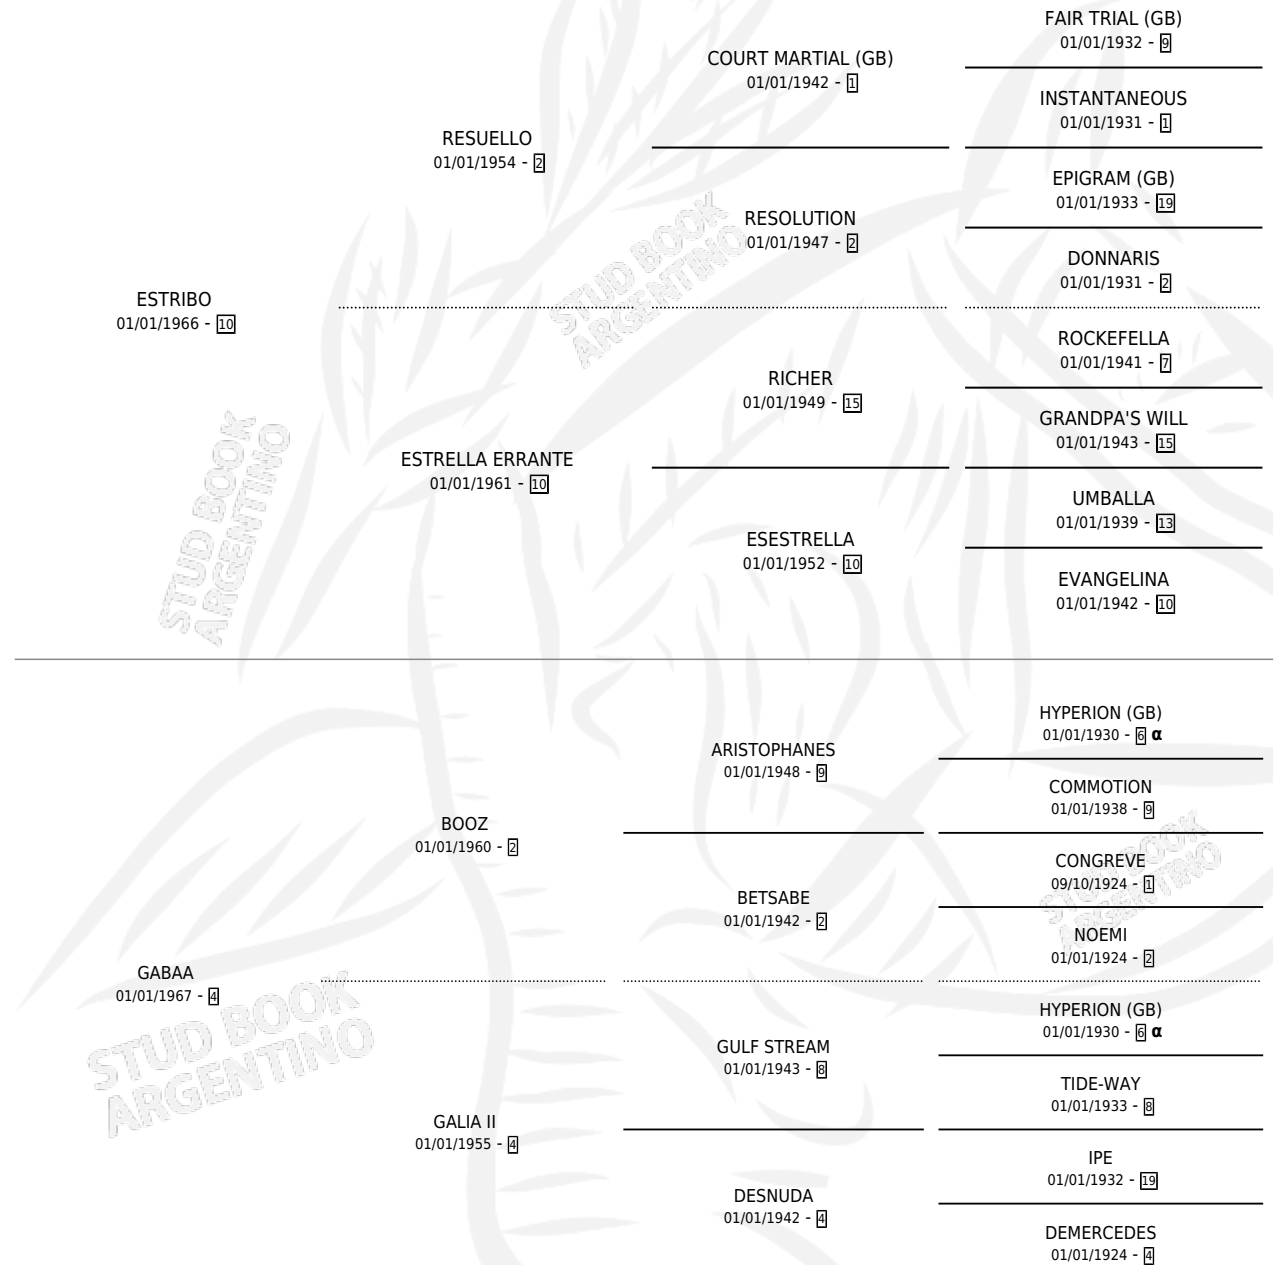 FAIR TRIAL (GB)
01/01/1932 - 9
COURT MARTIAL (GB)
01/01/1942 - 1
INSTANTANEOUS
01/01/1931 - 1
RESUELLO
01/01/1954 - 2
EPIGRAM (GB)
01/01/1933 - 19
RESOLUTION
01/01/1947 - 2
DONNARIS
01/01/1931 - 2
STUD BOOK
ARGENTINO
ESTRIBO
01/01/1966 - 10
ROCKEFELLA
01/01/1941 - 7
RICHER
01/01/1949 - 15
GRANDPA'S WILL
01/01/1943 - 15
ESTRELLA ERRANTE
01/01/1961 - 10
UMBALLA
01/01/1939 - 13
ESESTRELLA
01/01/1952 - 10
EVANGELINA
01/01/1942 - 10
STUD BOOK
ARGENTINO
HYPERION (GB)
01/01/1930 - 6 α
ARISTOPHANES
01/01/1948 - 9
COMMOTION
01/01/1938 - 9
BOOZ
01/01/1960 - 2
CONGREVE
09/10/1924 - 1
BETSABE
01/01/1942 - 2
NOEMI
01/01/1924 - 2
STUD BOOK
ARGENTINO
GABAA
01/01/1967 - 4
HYPERION (GB)
01/01/1930 - 6 α
GULF STREAM
01/01/1943 - 8
TIDE-WAY
01/01/1933 - 8
STUD BOOK
ARGENTINO
GALIA II
01/01/1955 - 4
IPE
01/01/1932 - 19
DESNUDA
01/01/1942 - 4
DEMERCEDES
01/01/1924 - 4